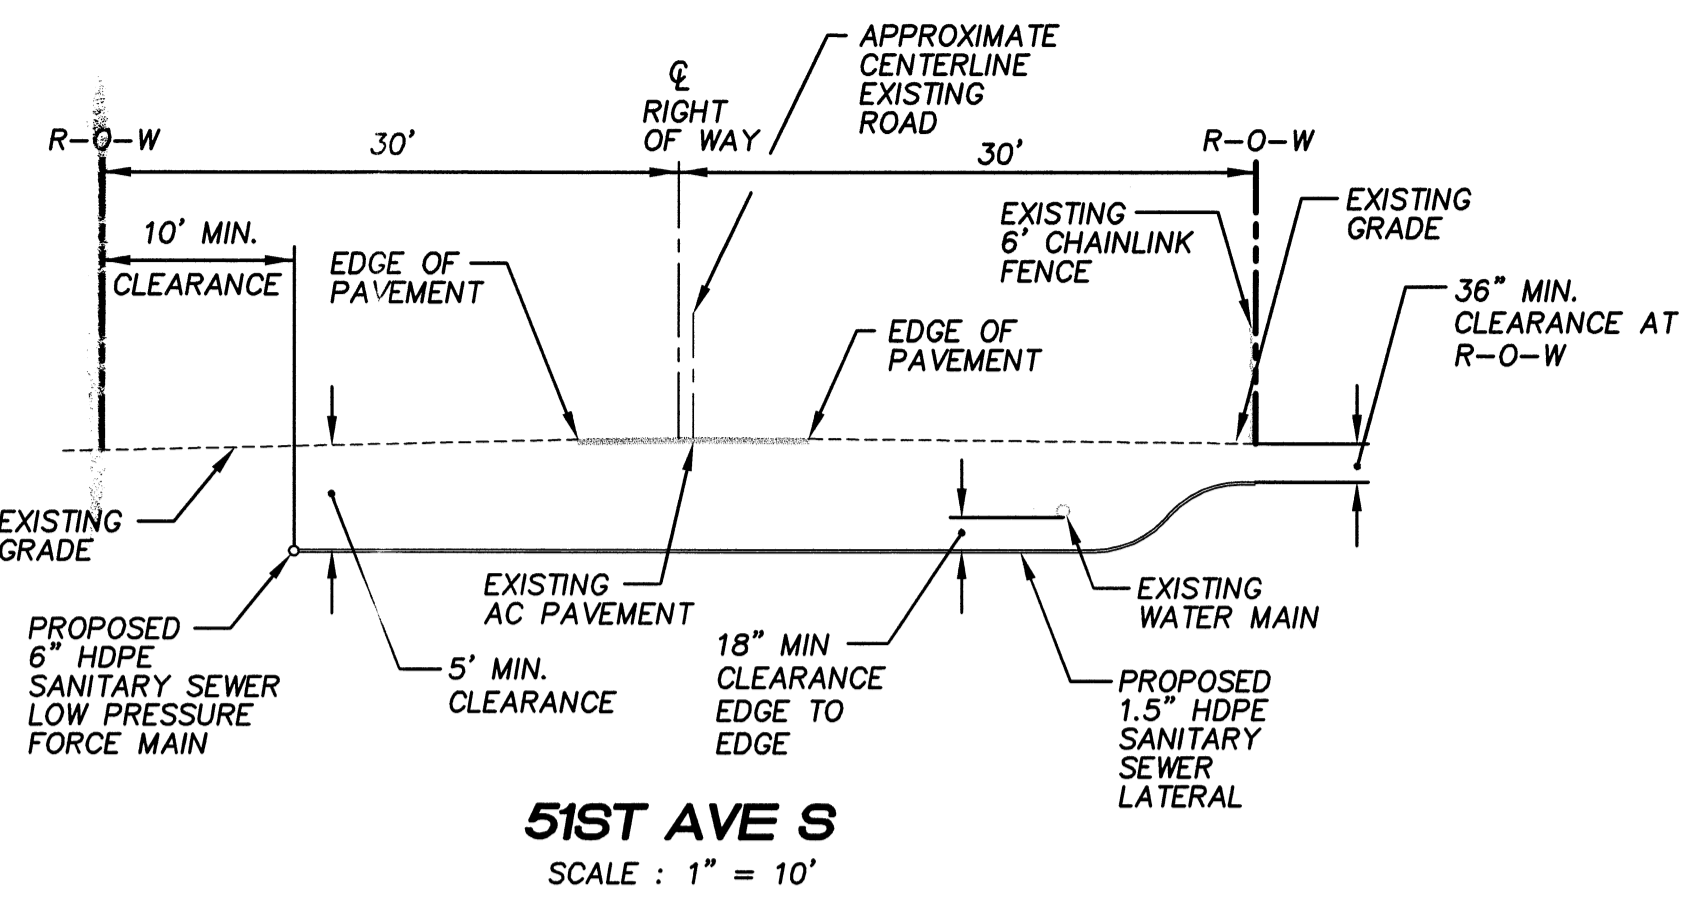 APPROXIMATE
CENTERLINE
EXISTING
ROAD
℄
RIGHT
OF WAY
R-O-W
30'
30'
R-O-W
EXISTING
GRADE
EXISTING
6' CHAINLINK
FENCE
10' MIN.
CLEARANCE
EDGE OF
PAVEMENT
36" MIN.
CLEARANCE AT
R-O-W
EDGE OF
PAVEMENT
EXISTING
GRADE
EXISTING
AC PAVEMENT
EXISTING
WATER MAIN
PROPOSED
6" HDPE
SANITARY SEWER
LOW PRESSURE
FORCE MAIN
5' MIN.
CLEARANCE
18" MIN
CLEARANCE
EDGE TO
EDGE
PROPOSED
1.5" HDPE
SANITARY
SEWER
LATERAL
51ST AVE S
SCALE : 1" = 10'